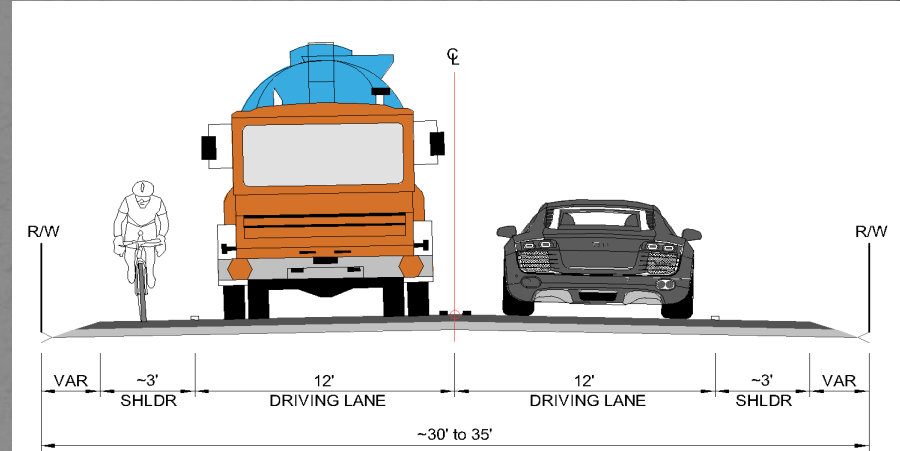 ℄
R/W
R/W
VAR
~3'
12'
12'
~3'
VAR
SHLDR
DRIVING LANE
DRIVING LANE
SHLDR
~30' to 35'